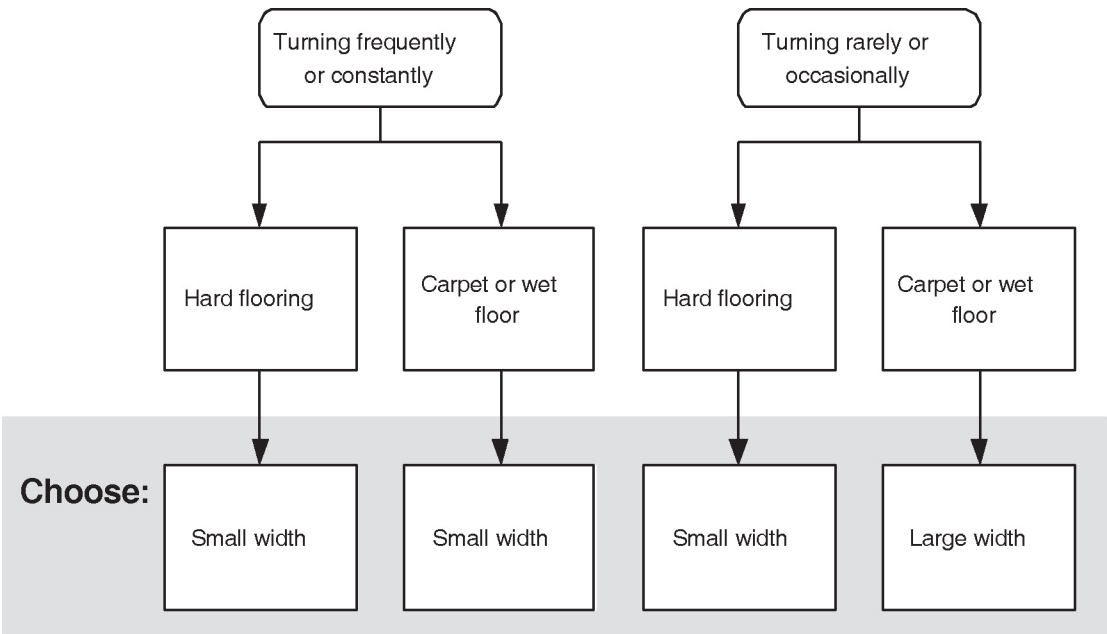 Turning frequently
or constantly
Turning rarely or
occasionally
Hard flooring
Carpet or wet
floor
Hard flooring
Carpet or wet
floor
Choose:
Small width
Small width
Small width
Large width